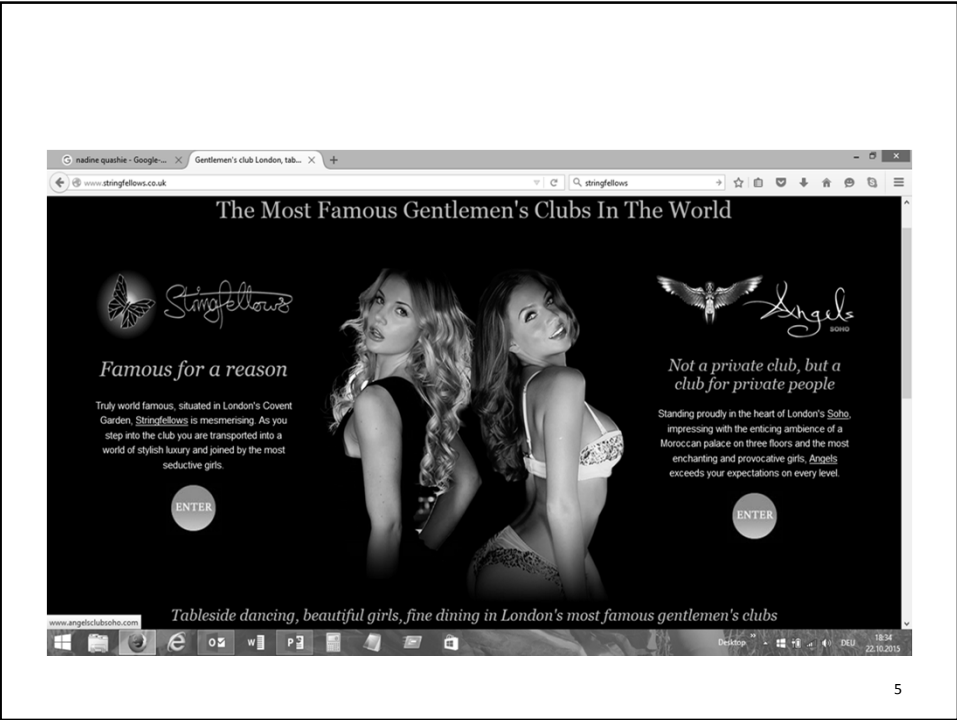 nadine quashie - Google-...
Gentlemen's club London, tab...
www.stringfellows.co.uk
stringfellows
The Most Famous Gentlemen's Clubs In The World
Stringfellows
Famous for a reason
Truly world famous, situated in London's Covent
Garden, Stringfellows is mesmerising. As you
step into the club you are transported into a
world of stylish luxury and joined by the most
seductive girls.
ENTER
Angels
SOHO
Not a private club, but a
club for private people
Standing proudly in the heart of London's Soho,
impressing with the enticing ambience of a
Moroccan palace on three floors and the most
enchanting and provocative girls, Angels
exceeds your expectations on every level.
ENTER
Tableside dancing, beautiful girls, fine dining in London's most famous gentlemen's clubs
www.angelsclubsoho.com
Desktop
DEU
18:34
22.10.2015
5